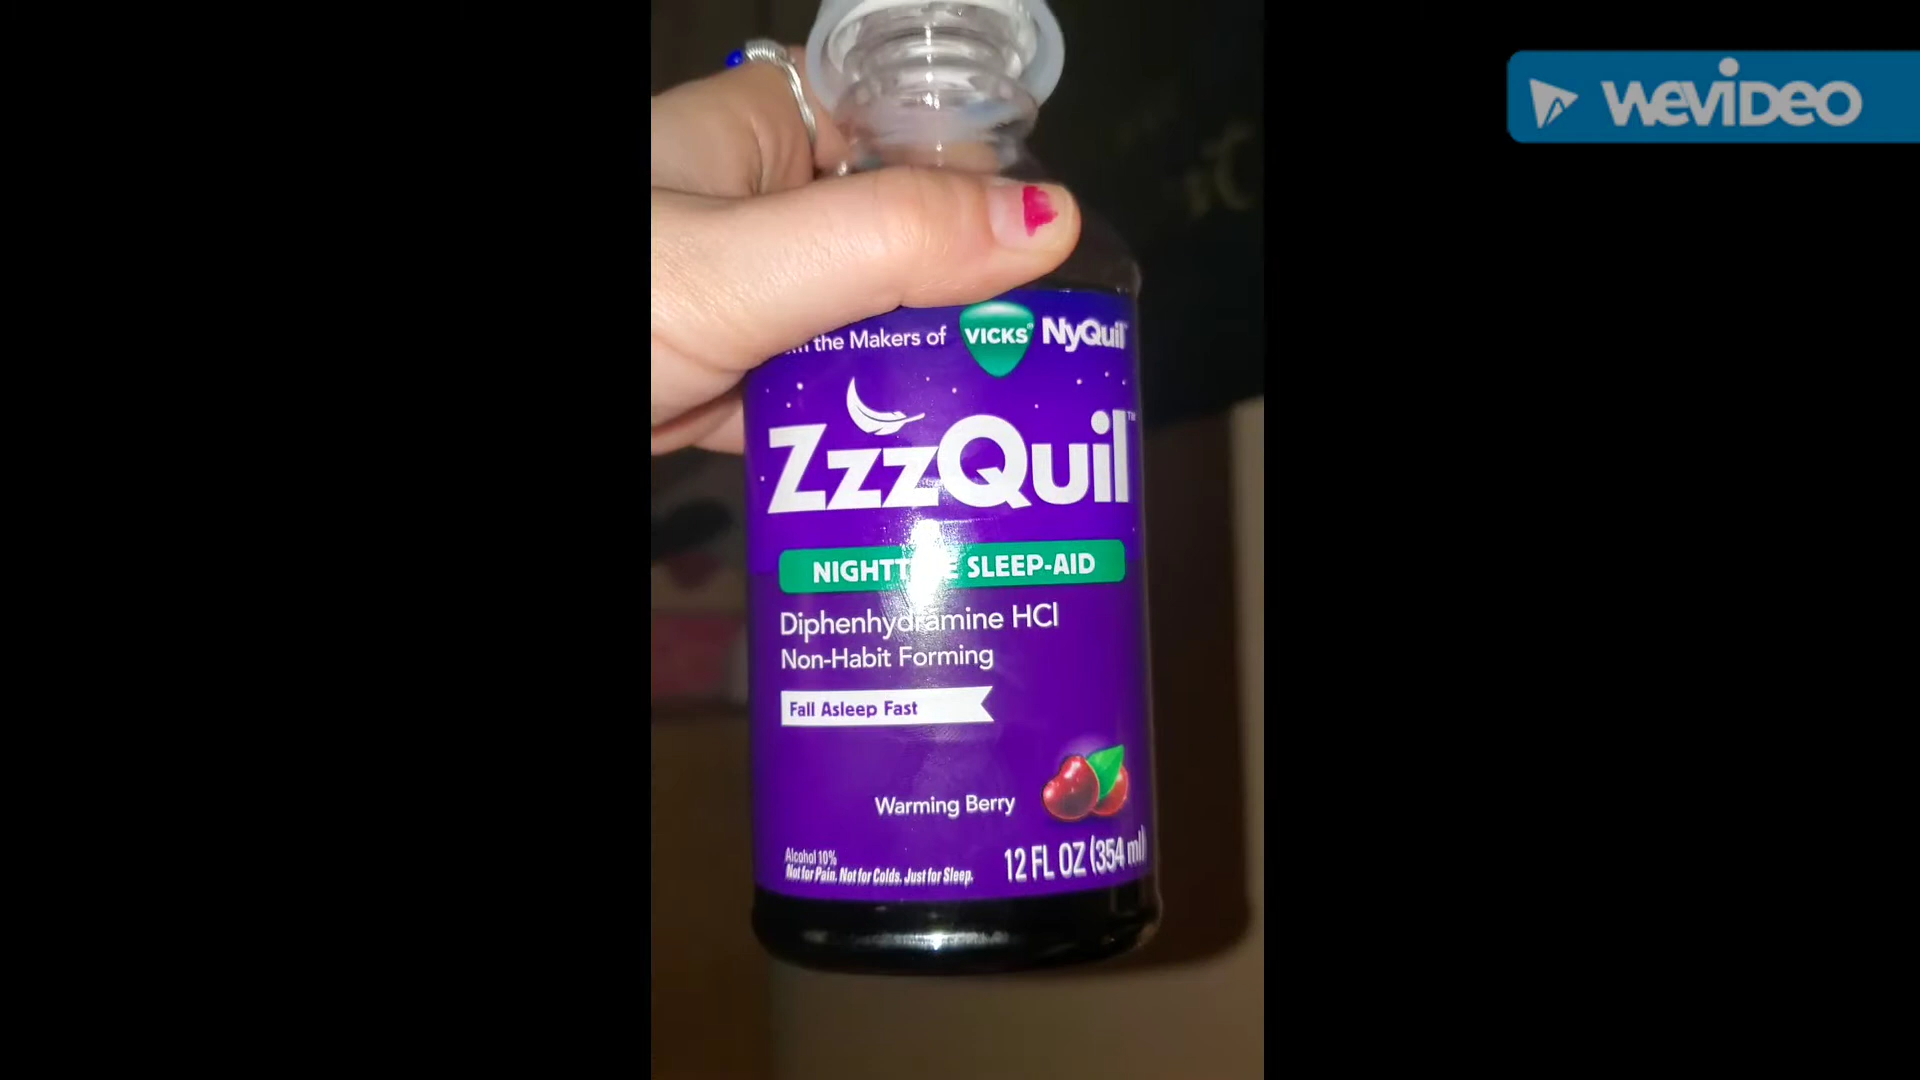 WEVIDEO
the Makers of VICKS NyQuil
ZzzQuil™
SLEEP-AID
Diphenhydramine HCl
Non-Habit Forming
Fall Asleep Fast
Warming Berry
Alcohol 10%
Not for Pain. Not for Colds. Just for Sleep.
12 FL OZ (354 ml)